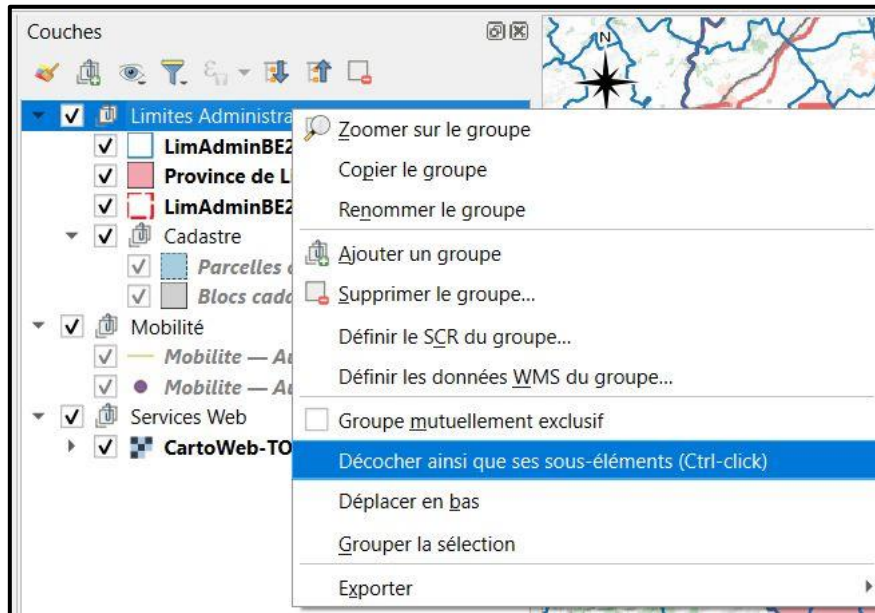 Couches
N
Limites Administra
LimAdminBE2
Province de L
LimAdminBE2
Cadastre
Parcelles
Blocs cada
Mobilité
Mobilite — Au
Mobilite — Au
Services Web
CartoWeb-TO
Zoomer sur le groupe
Copier le groupe
Renommer le groupe
Ajouter un groupe
Supprimer le groupe...
Définir le SCR du groupe...
Définir les données WMS du groupe...
Groupe mutuellement exclusif
Décocher ainsi que ses sous-éléments (Ctrl-click)
Déplacer en bas
Grouper la sélection
Exporter